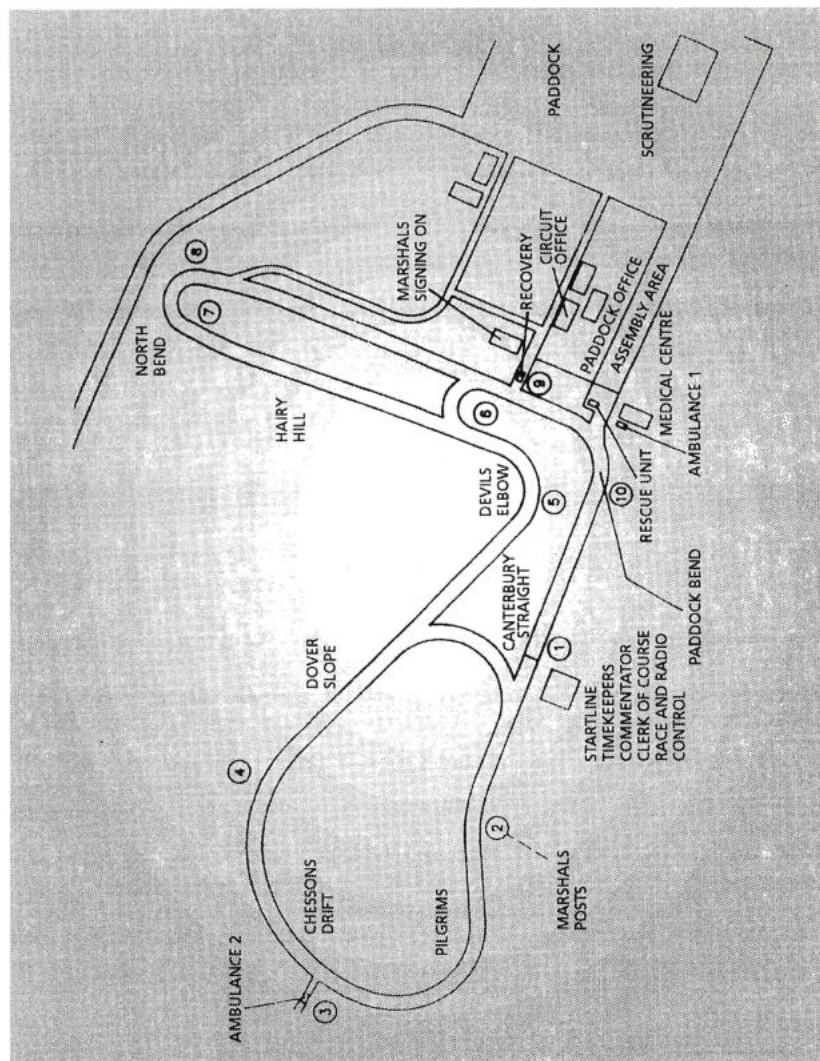 PADDOCK
SCRUTINEERING
MARSHALS
SIGNING ON
RECOVERY
CIRCUIT
OFFICE
PADDOCK OFFICE
ASSEMBLY AREA
MEDICAL CENTRE
AMBULANCE 1
RESCUE UNIT
PADDOCK BEND
NORTH
BEND
HAIRY
HILL
DEVILS
ELBOW
CANTERBURY
STRAIGHT
DOVER
SLOPE
STARTLINE
TIMEKEEPERS
COMMENTATOR
CLERK OF COURSE
RACE AND RADIO
CONTROL
CHESSONS
DRIFT
PILGRIMS
MARSHALS
POSTS
AMBULANCE 2
1
2
3
4
5
6
7
8
9
10